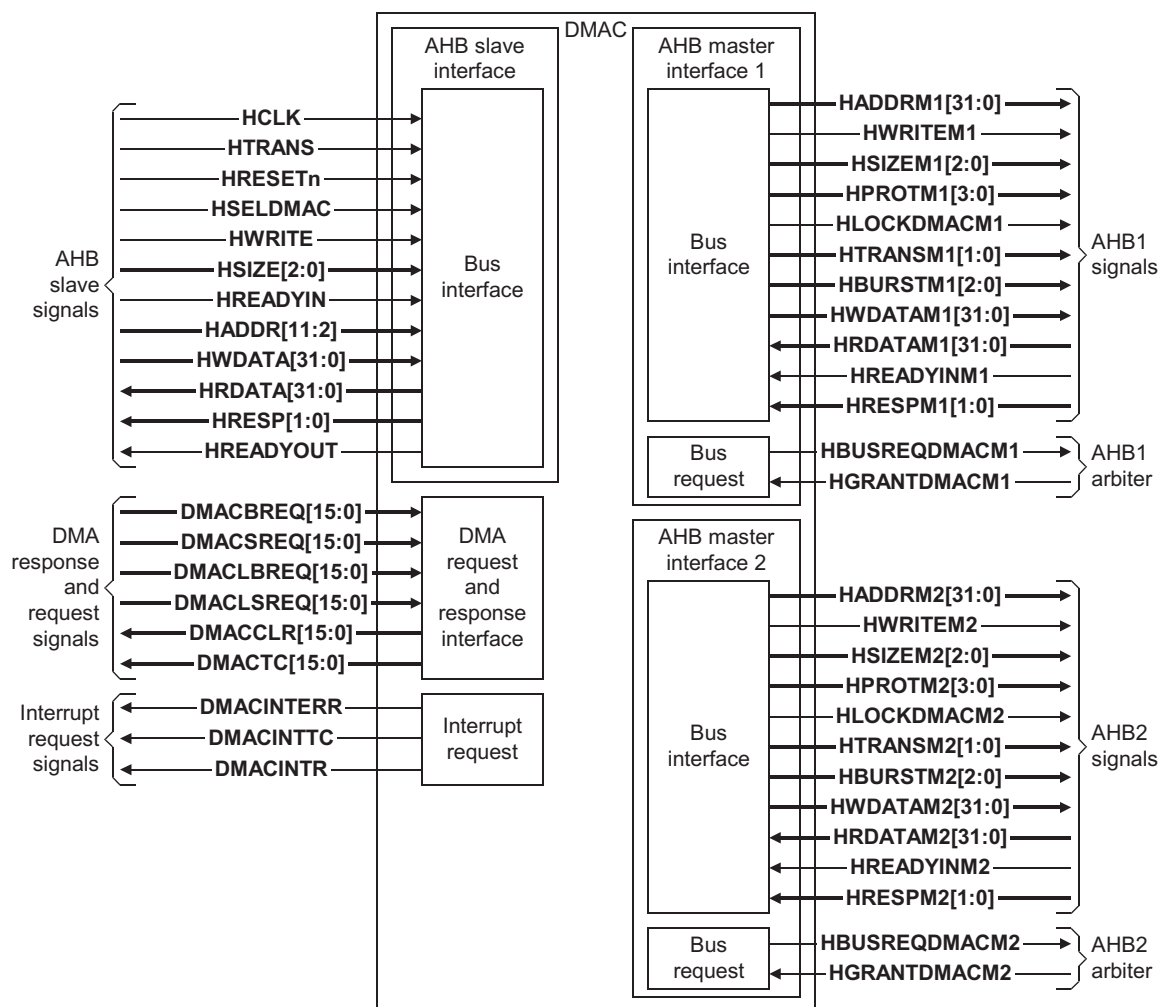 DMAC
AHB slave
interface
HCLK
HTRANS
HRESETn
HSELDMAC
HWRITE
HSIZE[2:0]
HREADYIN
HADDR[11:2]
HWDATA[31:0]
HRDATA[31:0]
HRESP[1:0]
HREADYOUT
AHB
slave
signals
Bus
interface
DMACBREQ[15:0]
DMACSREQ[15:0]
DMACLBREQ[15:0]
DMACLSREQ[15:0]
DMACCLR[15:0]
DMACTC[15:0]
DMA
response
and
request
signals
DMA
request
and
response
interface
DMACINTERR
DMACINTTC
DMACINTR
Interrupt
request
signals
Interrupt
request
AHB master
interface 1
Bus
interface
HADDRM1[31:0]
HWRITEM1
HSIZEM1[2:0]
HPROTM1[3:0]
HLOCKDMACM1
HTRANSM1[1:0]
HBURSTM1[2:0]
HWDATAM1[31:0]
HRDATAM1[31:0]
HREADYINM1
HRESPM1[1:0]
AHB1
signals
Bus
request
HBUSREQDMACM1
HGRANTDMACM1
AHB1
arbiter
AHB master
interface 2
Bus
interface
HADDRM2[31:0]
HWRITEM2
HSIZEM2[2:0]
HPROTM2[3:0]
HLOCKDMACM2
HTRANSM2[1:0]
HBURSTM2[2:0]
HWDATAM2[31:0]
HRDATAM2[31:0]
HREADYINM2
HRESPM2[1:0]
AHB2
signals
Bus
request
HBUSREQDMACM2
HGRANTDMACM2
AHB2
arbiter